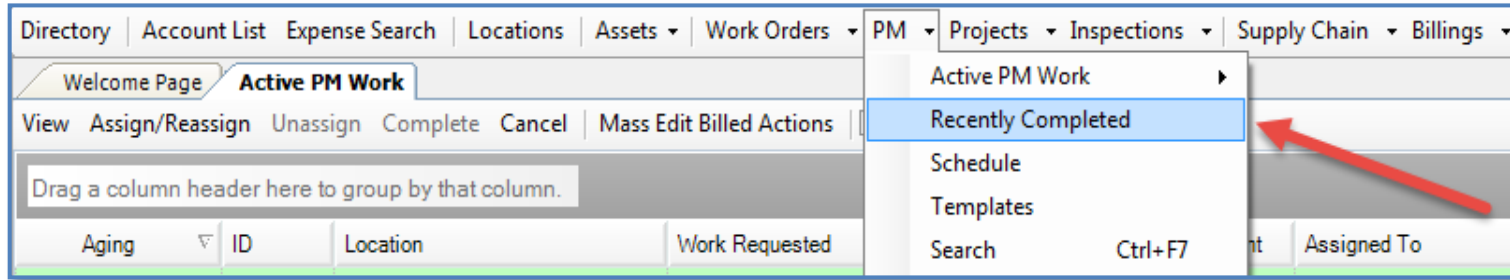 Directory Account List Expense Search Locations Assets Work Orders PM Projects Inspections Supply Chain Billings
Welcome Page Active PM Work
View Assign/Reassign Unassign Complete Cancel Mass Edit Billed Actions
Active PM Work
Recently Completed
Schedule
Templates
Search Ctrl+F7
Drag a column header here to group by that column.
Aging ID Location Work Requested Assigned To